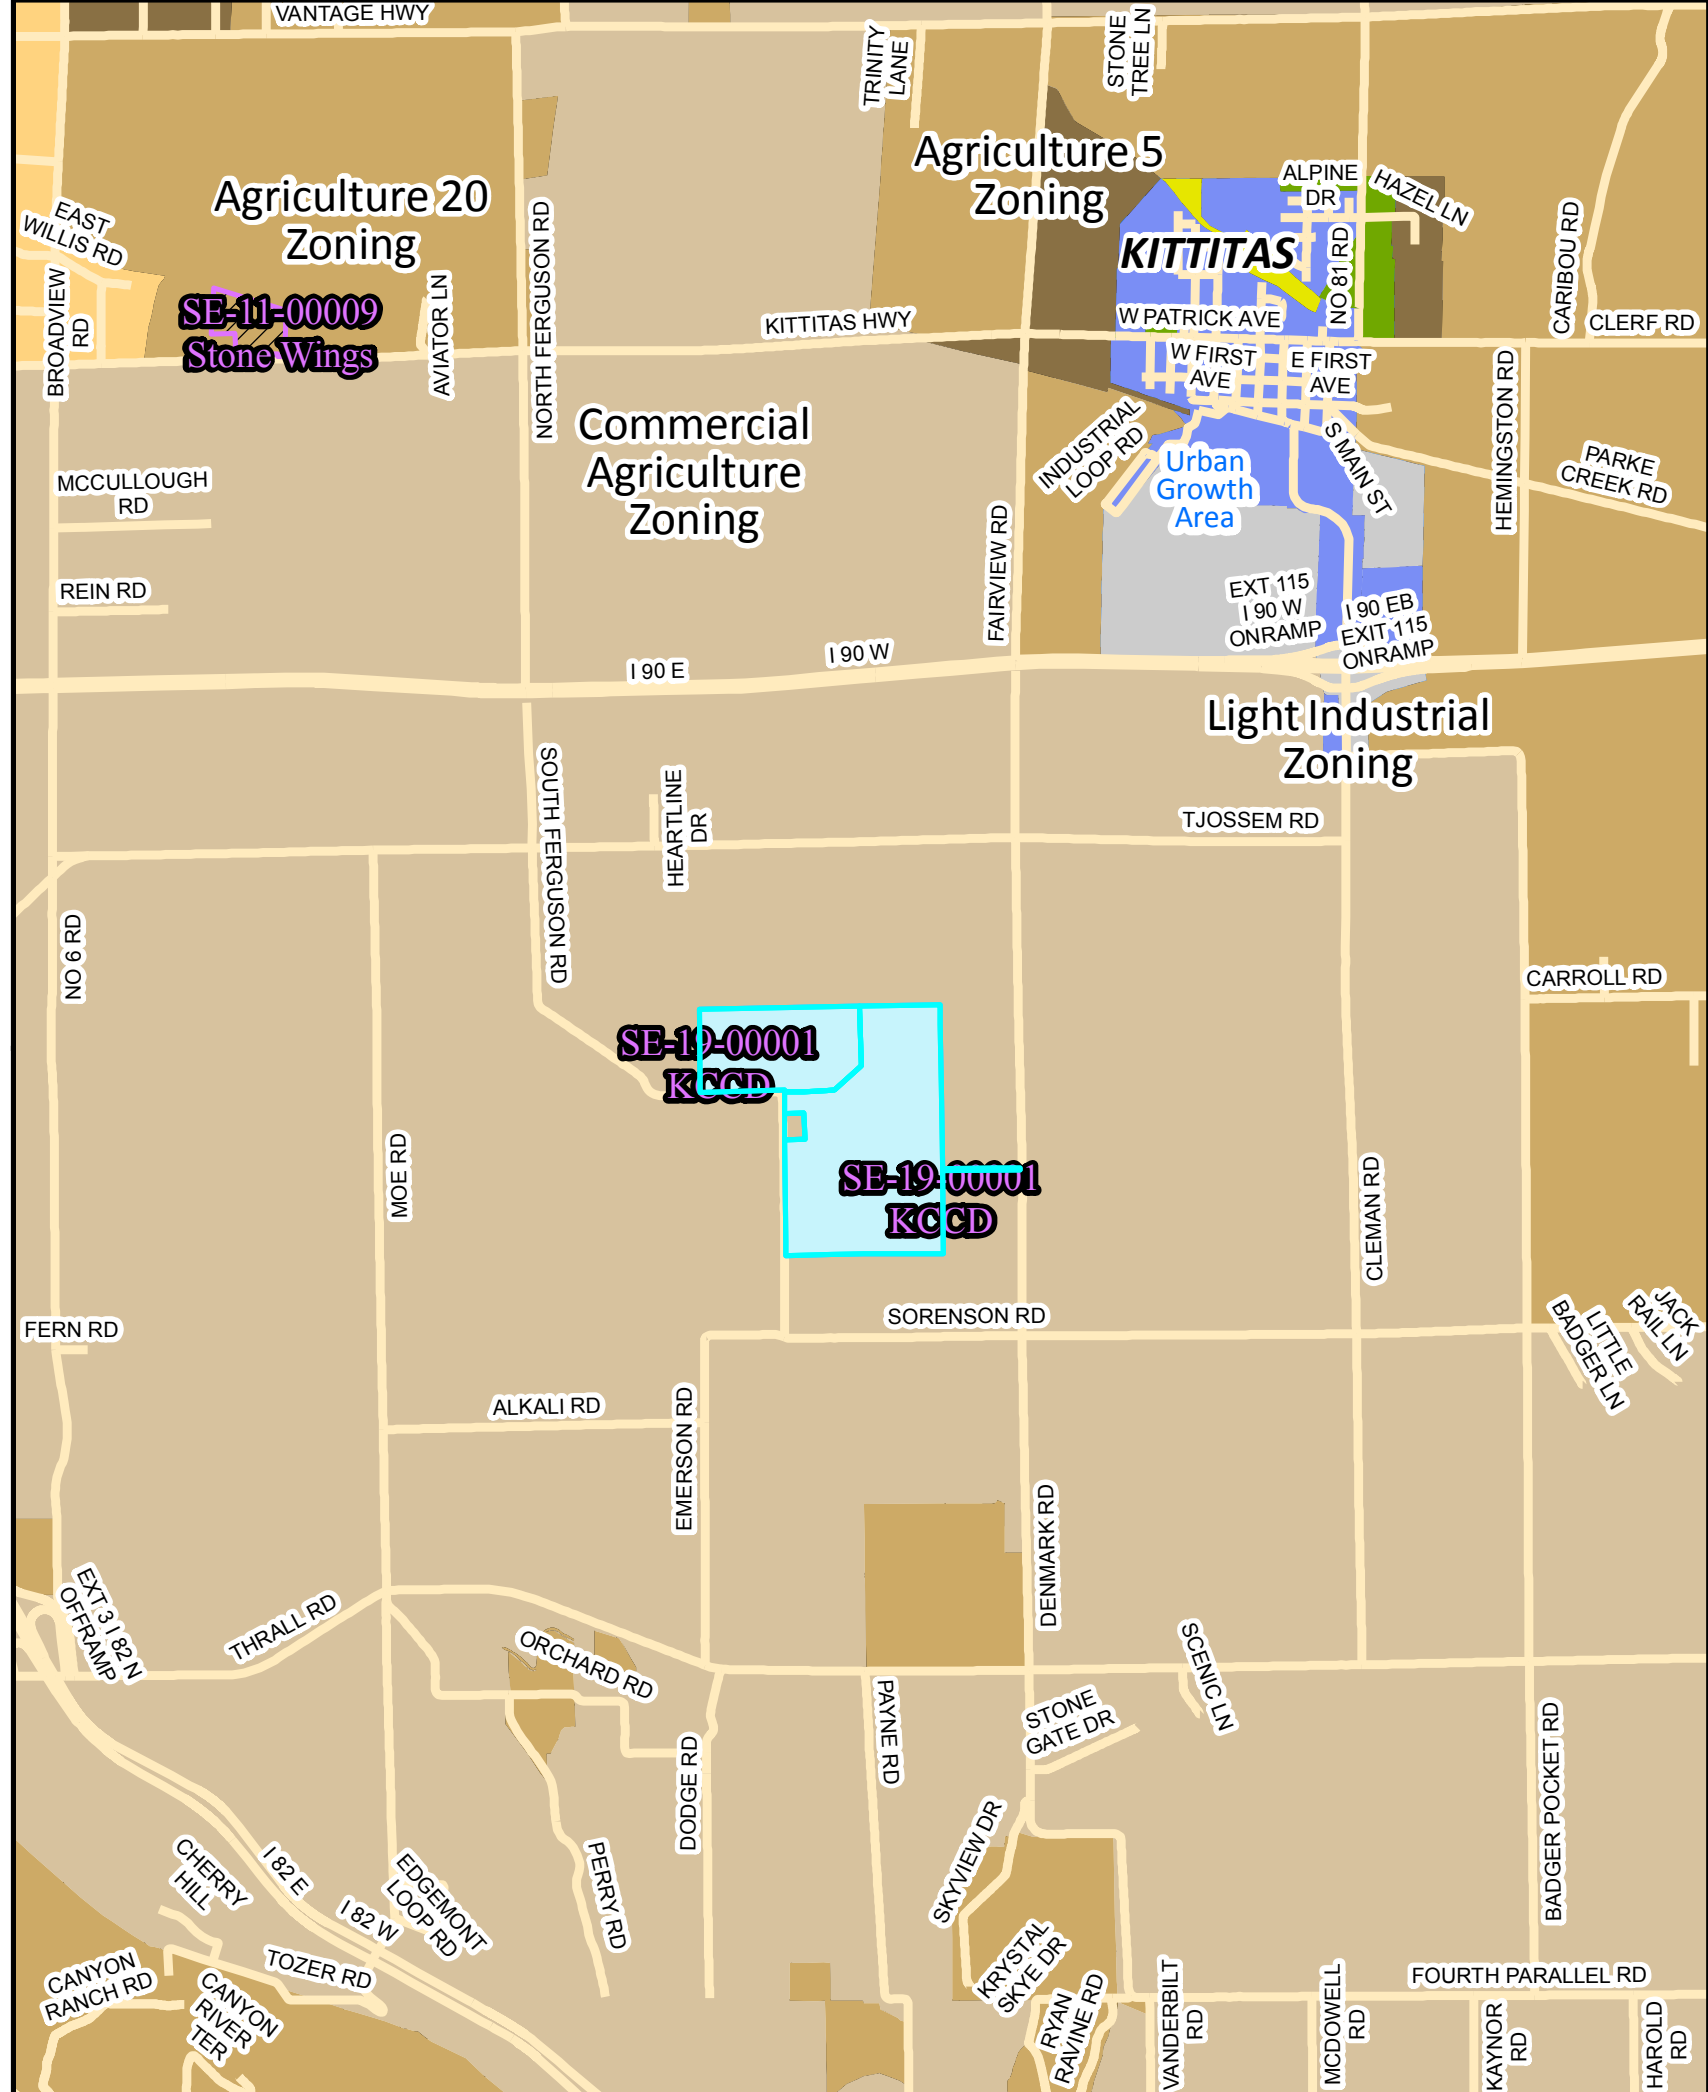 VANTAGE HWY
TRINITY
LANE
STONE
TREE LN
Agriculture 5
Zoning
ALPINE
DR
HAZEL LN
Agriculture 20
Zoning
EAST
WILLIS RD
NORTH FERGUSON RD
KITTITAS
NO 81 RD
CARIBOU RD
BROADVIEW
RD
SE-11-00009
Stone Wings
AVIATOR LN
KITTITAS HWY
W PATRICK AVE
CLERF RD
W FIRST
AVE
E FIRST
AVE
HEMINGSTON RD
Commercial
Agriculture
Zoning
INDUSTRIAL
LOOP RD
Urban
Growth
Area
S MAIN ST
PARKE
CREEK RD
MCCULLOUGH
RD
REIN RD
FAIRVIEW RD
EXT 115
I 90 W
ONRAMP
I 90 EB
EXIT 115
ONRAMP
I 90 E
I 90 W
Light Industrial
Zoning
SOUTH FERGUSON RD
HEARTLINE
DR
TJOSSEM RD
NO 6 RD
CARROLL RD
SE-19-00001
KCCD
MOE RD
SE-19-00001
KCCD
CLEMAN RD
SORENSON RD
FERN RD
LITTLE
BADGER LN
JACK
RAIL LN
ALKALI RD
EMERSON RD
DENMARK RD
EXT 3 I 82 N
OFFRAMP
THRALL RD
ORCHARD RD
SCENIC LN
PAYNE RD
STONE
GATE DR
DODGE RD
BADGER POCKET RD
SKYVIEW DR
CHERRY
HILL
I 82 E
I 82 W
EDGEMONT
LOOP RD
PERRY RD
KRYSTAL
SKYE DR
CANYON
RANCH RD
TOZER RD
CANYON
RIVER
TER
RYAN
RAVINE RD
VANDERBILT
RD
MCDOWELL
RD
FOURTH PARALLEL RD
KAYNOR
RD
HAROLD
RD